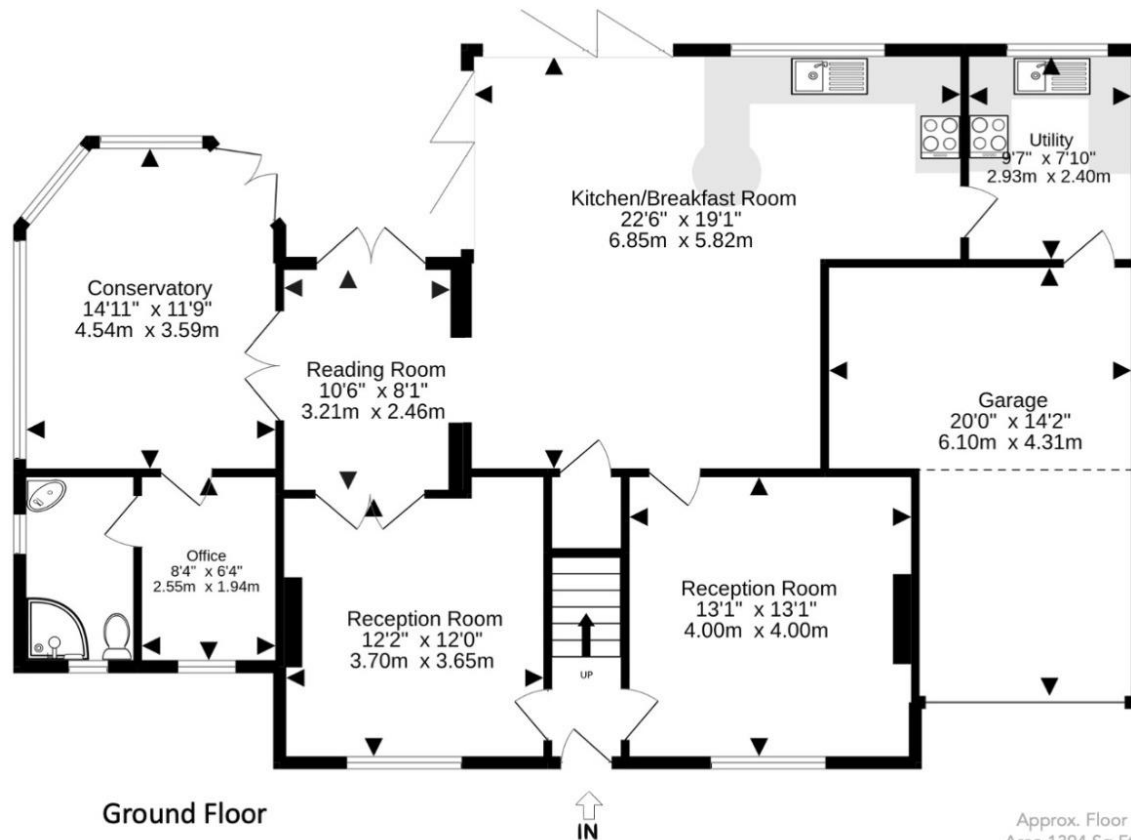 Utility
9'7" x 7'10"
2.93m x 2.40m
Kitchen/Breakfast Room
22'6" x 19'1"
6.85m x 5.82m
Conservatory
14'11" x 11'9"
4.54m x 3.59m
Reading Room
10'6" x 8'1"
3.21m x 2.46m
Garage
20'0" x 14'2"
6.10m x 4.31m
Office
8'4" x 6'4"
2.55m x 1.94m
Reception Room
12'2" x 12'0"
3.70m x 3.65m
Reception Room
13'1" x 13'1"
4.00m x 4.00m
UP
Ground Floor
IN
Approx. Floor